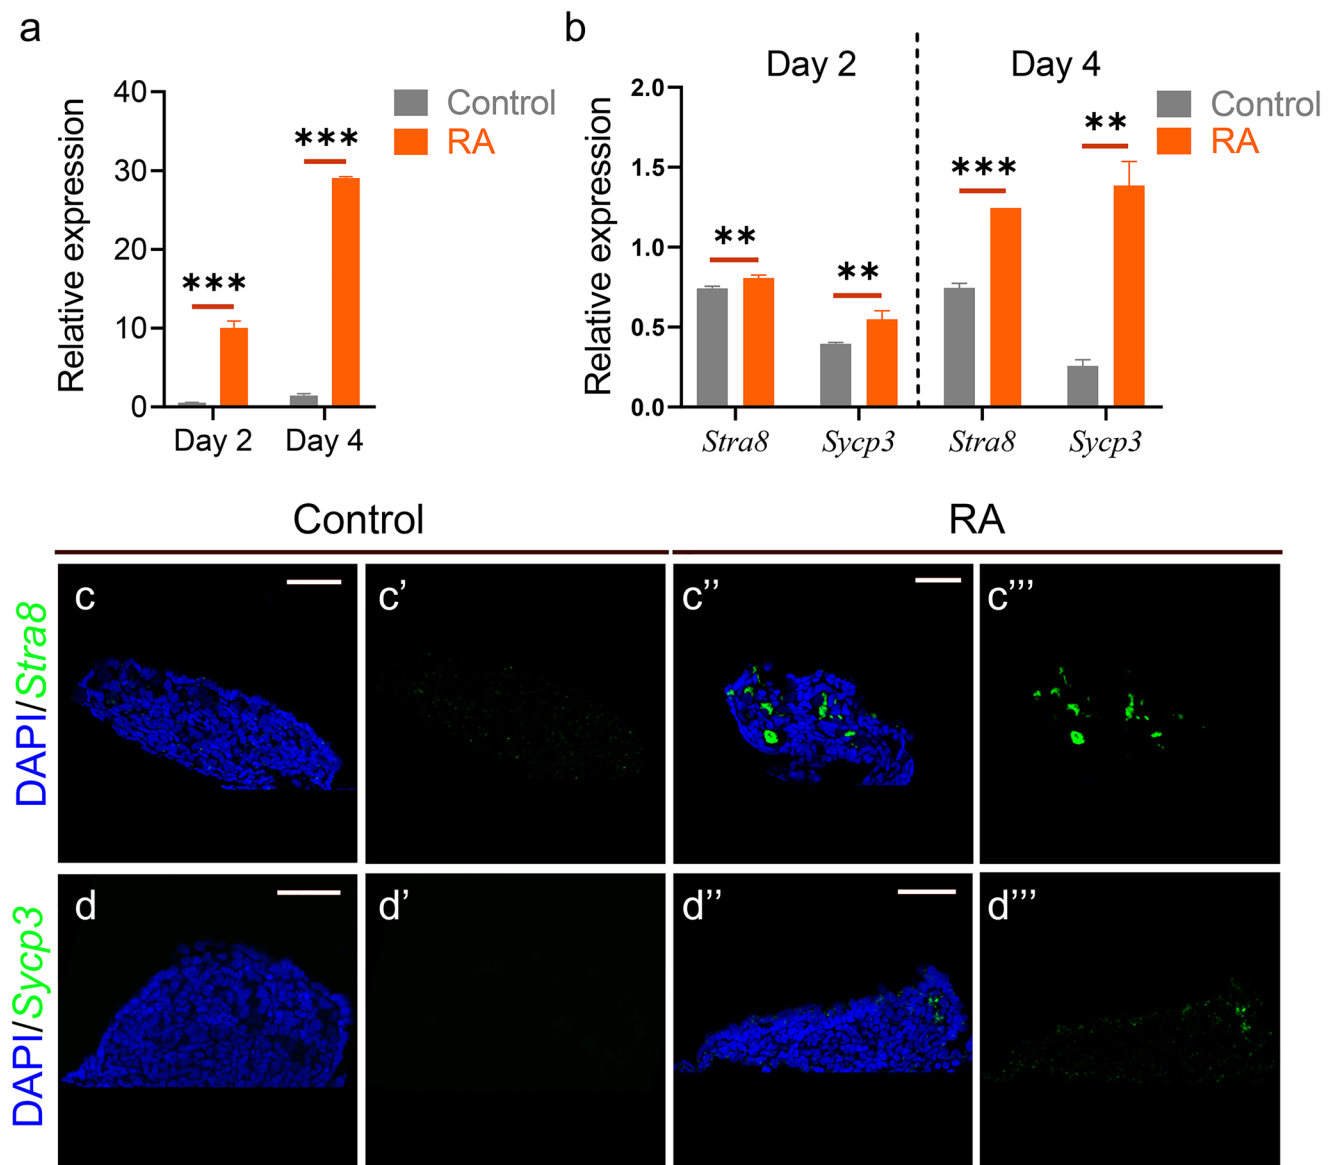 a
40
30
20
10
0
Relative expression
***
***
Day 2
Day 4
Control
RA
b
Day 2
Day 4
2.0
1.5
1.0
0.5
0.0
Relative expression
**
**
***
**
Stra8
Sycp3
Stra8
Sycp3
Control
RA
Control
RA
DAPI/Stra8
c
c’
c’’
c’’’
DAPI/Sycp3
d
d’
d’’
d’’’